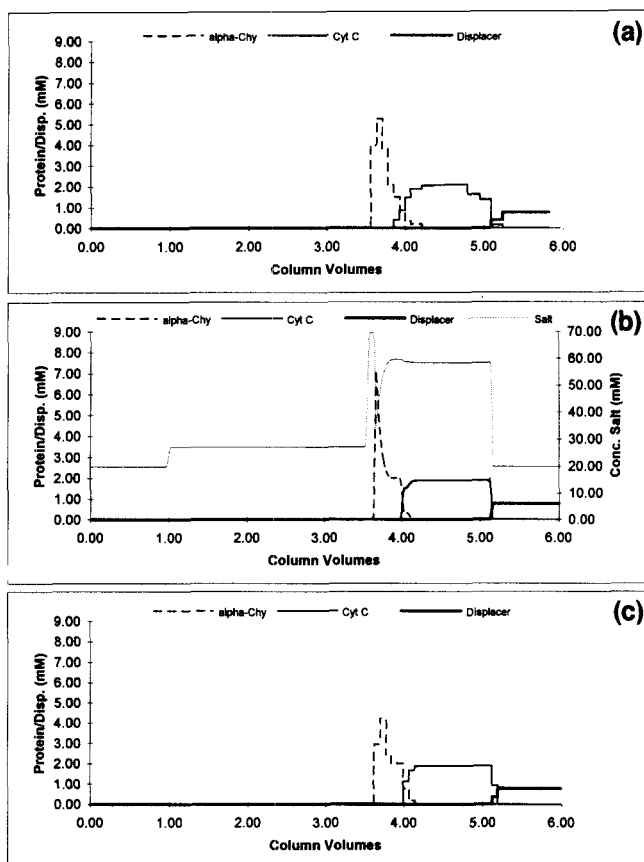 alpha-Chy Cyt C Displacer (a)
Protein/Disp. (mM)
9.00
8.00
7.00
6.00
5.00
4.00
3.00
2.00
1.00
0.00
0.00 1.00 2.00 3.00 4.00 5.00 6.00
Column Volumes
alpha-Chy Cyt C Displacer Salt (b)
Protein/Disp. (mM)
9.00
8.00
7.00
6.00
5.00
4.00
3.00
2.00
1.00
0.00
70.00
60.00
50.00
40.00
30.00
20.00
10.00
0.00
Conc. Salt (mM)
0.00 1.00 2.00 3.00 4.00 5.00 6.00
Column Volumes
alpha-Chy Cyt C Displacer (c)
Protein/Disp. (mM)
9.00
8.00
7.00
6.00
5.00
4.00
3.00
2.00
1.00
0.00
0.00 1.00 2.00 3.00 4.00 5.00 6.00
Column Volumes